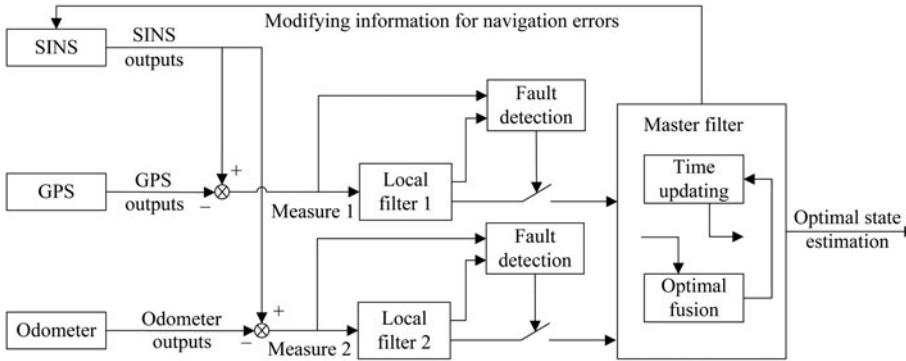 Modifying information for navigation errors
SINS
SINS
outputs
Fault
detection
Master filter
+
GPS
GPS
outputs
−
Measure 1
Local
filter 1
Time
updating
Optimal state
estimation
Fault
detection
Optimal
fusion
+
Odometer
Odometer
outputs
−
Measure 2
Local
filter 2